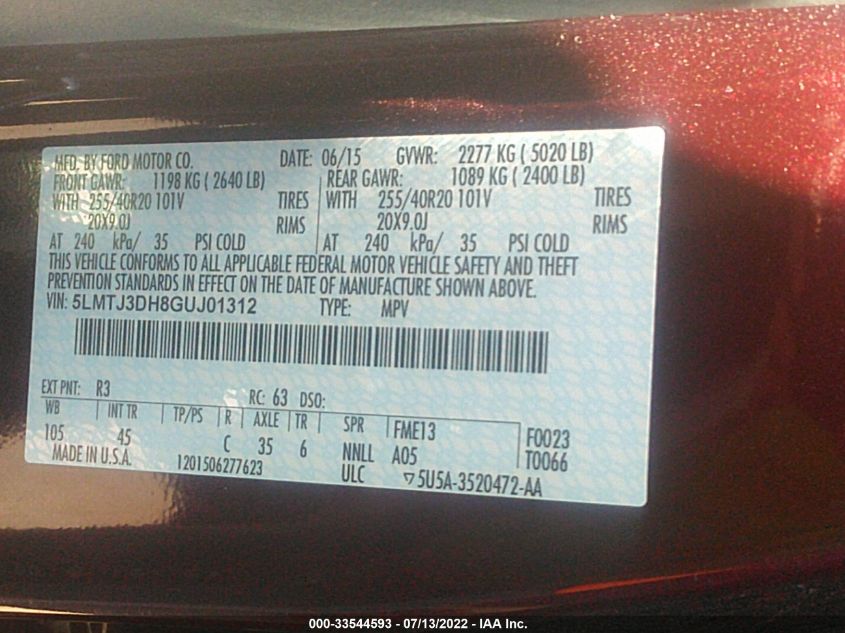 MFD. BY FORD MOTOR CO. DATE: 06/15 GVWR: 2277 KG ( 5020 LB)
FRONT GAWR: 1198 KG ( 2640 LB) REAR GAWR: 1089 KG ( 2400 LB)
WITH 255/40R20 101V TIRES WITH 255/40R20 101V TIRES
20X9.0J RIMS 20X9.0J RIMS
AT 240 kPa/ 35 PSI COLD AT 240 kPa/ 35 PSI COLD
THIS VEHICLE CONFORMS TO ALL APPLICABLE FEDERAL MOTOR VEHICLE SAFETY AND THEFT
PREVENTION STANDARDS IN EFFECT ON THE DATE OF MANUFACTURE SHOWN ABOVE.
VIN: 5LMTJ3DH8GUJ01312 TYPE: MPV
EXT PNT: R3 RC: 63 DSO:
WB INT TR TP/PS R AXLE TR SPR FME13 F0023
105 45 C 35 6 NNLL A05 T0066
MADE IN U.S.A. 1201506277623 ULC ▽5U5A-3520472-AA
000-33544593 - 07/13/2022 - IAA Inc.